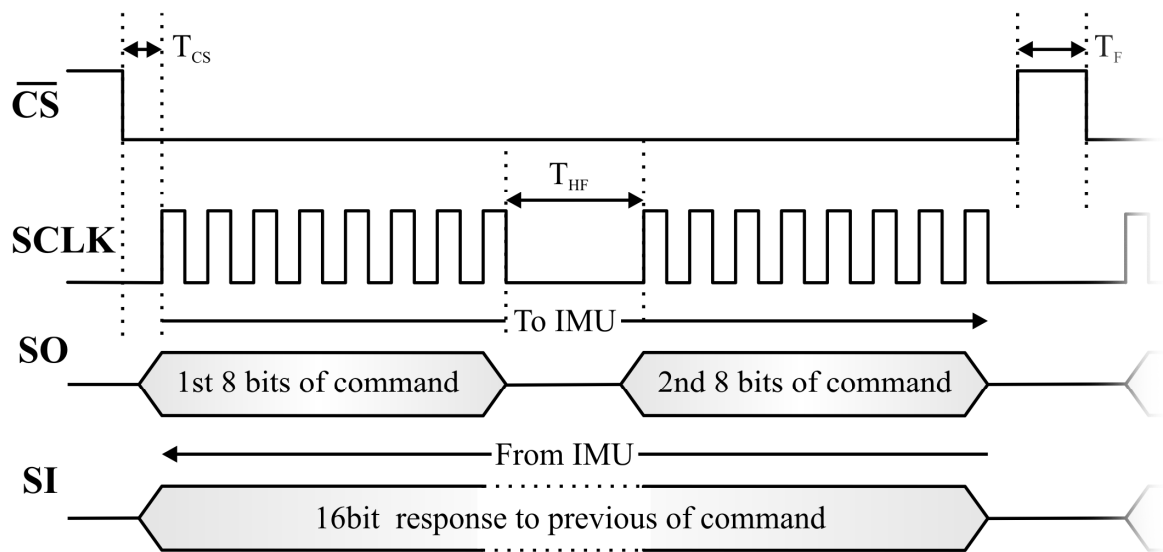 T_CS
T_F
CS
T_HF
SCLK
To IMU
SO
1st 8 bits of command
2nd 8 bits of command
From IMU
SI
16bit response to previous of command